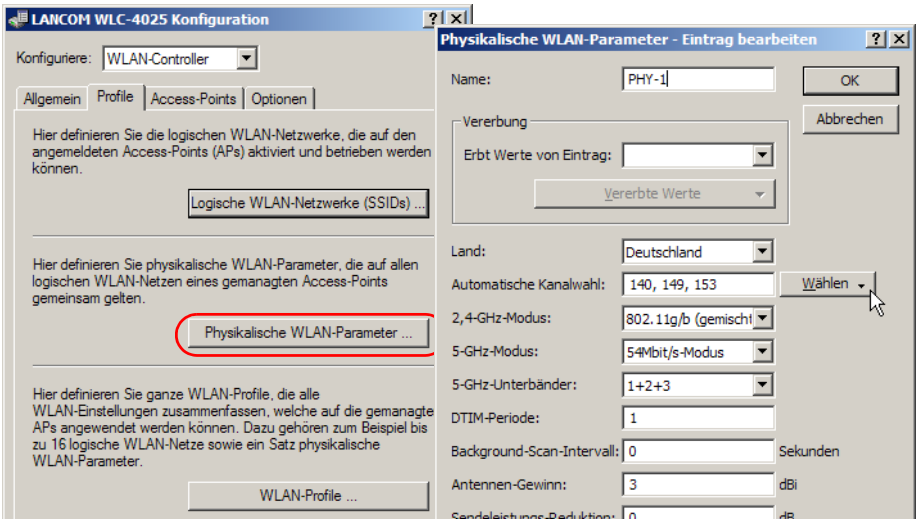 LANCOM WLC-4025 Konfiguration
Konfiguriere: WLAN-Controller
Allgemein Profile Access-Points Optionen
Hier definieren Sie die logischen WLAN-Netzwerke, die auf den
angemeldeten Access-Points (APs) aktiviert und betrieben werden
können.
Logische WLAN-Netzwerke (SSIDs) ...
Hier definieren Sie physikalische WLAN-Parameter, die auf allen
logischen WLAN-Netzen eines gemanagten Access-Points
gemeinsam gelten.
Physikalische WLAN-Parameter ...
Hier definieren Sie ganze WLAN-Profile, die alle
WLAN-Einstellungen zusammenfassen, welche auf die gemanagte
APs angewendet werden können. Dazu gehören zum Beispiel bis
zu 16 logische WLAN-Netze sowie ein Satz physikalische
WLAN-Parameter.
WLAN-Profile ...
Physikalische WLAN-Parameter - Eintrag bearbeiten
Name: PHY-1
OK
Abbrechen
Vererbung
Erbt Werte von Eintrag:
Vererbte Werte
Land: Deutschland
Automatische Kanalwahl: 140, 149, 153 Wählen
2,4-GHz-Modus: 802.11g/b (gemischt
5-GHz-Modus: 54Mbit/s-Modus
5-GHz-Unterbänder: 1+2+3
DTIM-Periode: 1
Background-Scan-Intervall: 0 Sekunden
Antennen-Gewinn: 3 dBi
Sendeleistungs-Reduktion: 0 dB